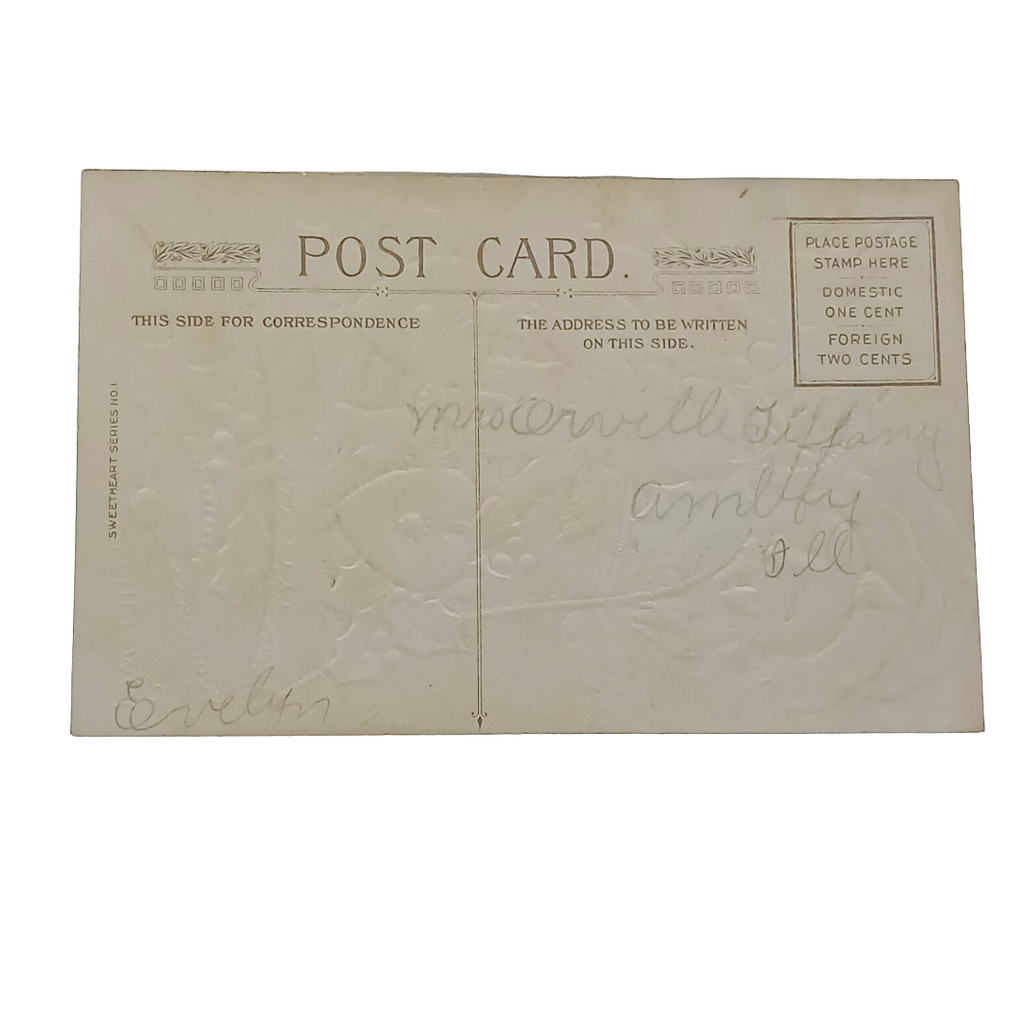 POST CARD.
THIS SIDE FOR CORRESPONDENCE
THE ADDRESS TO BE WRITTEN
ON THIS SIDE.
PLACE POSTAGE
STAMP HERE
DOMESTIC
ONE CENT
FOREIGN
TWO CENTS
SWEETHEART SERIES NO.1.
Mrs Orville Tiffany
Ill
Evelyn